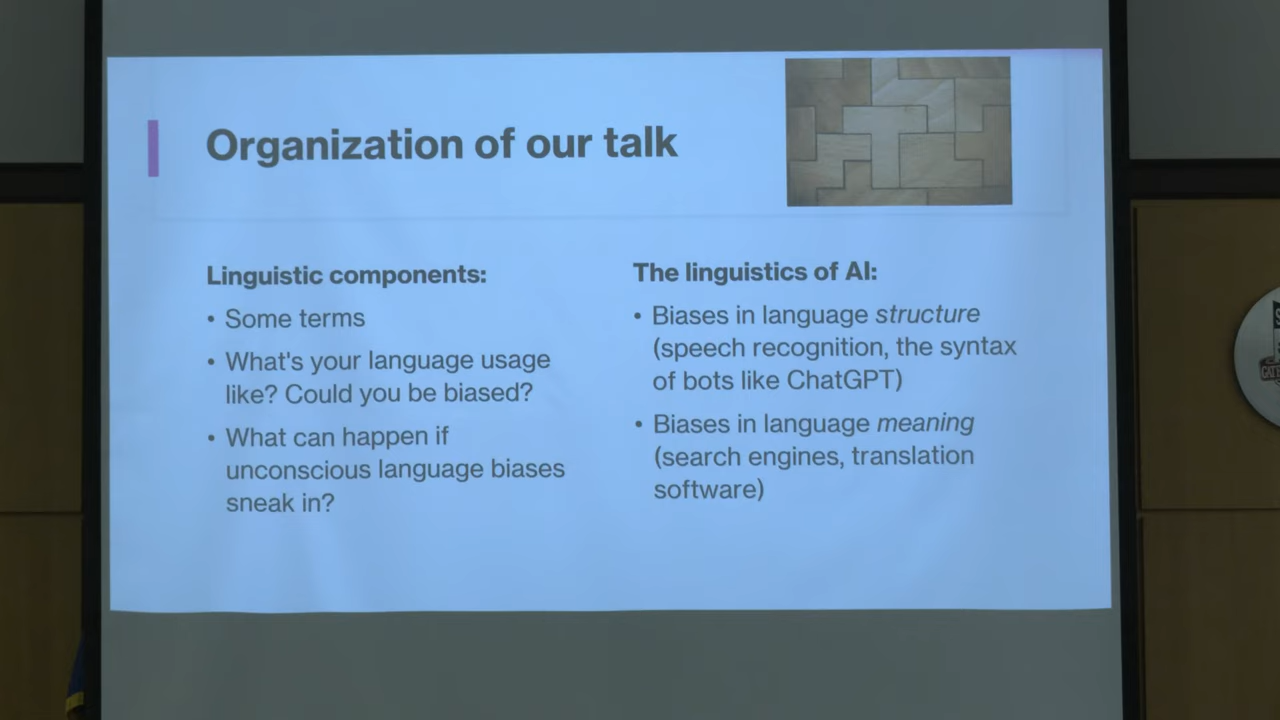 Organization of our talk
Linguistic components:
• Some terms
• What's your language usage
like? Could you be biased?
• What can happen if
unconscious language biases
sneak in?
The linguistics of AI:
• Biases in language structure
(speech recognition, the syntax
of bots like ChatGPT)
• Biases in language meaning
(search engines, translation
software)